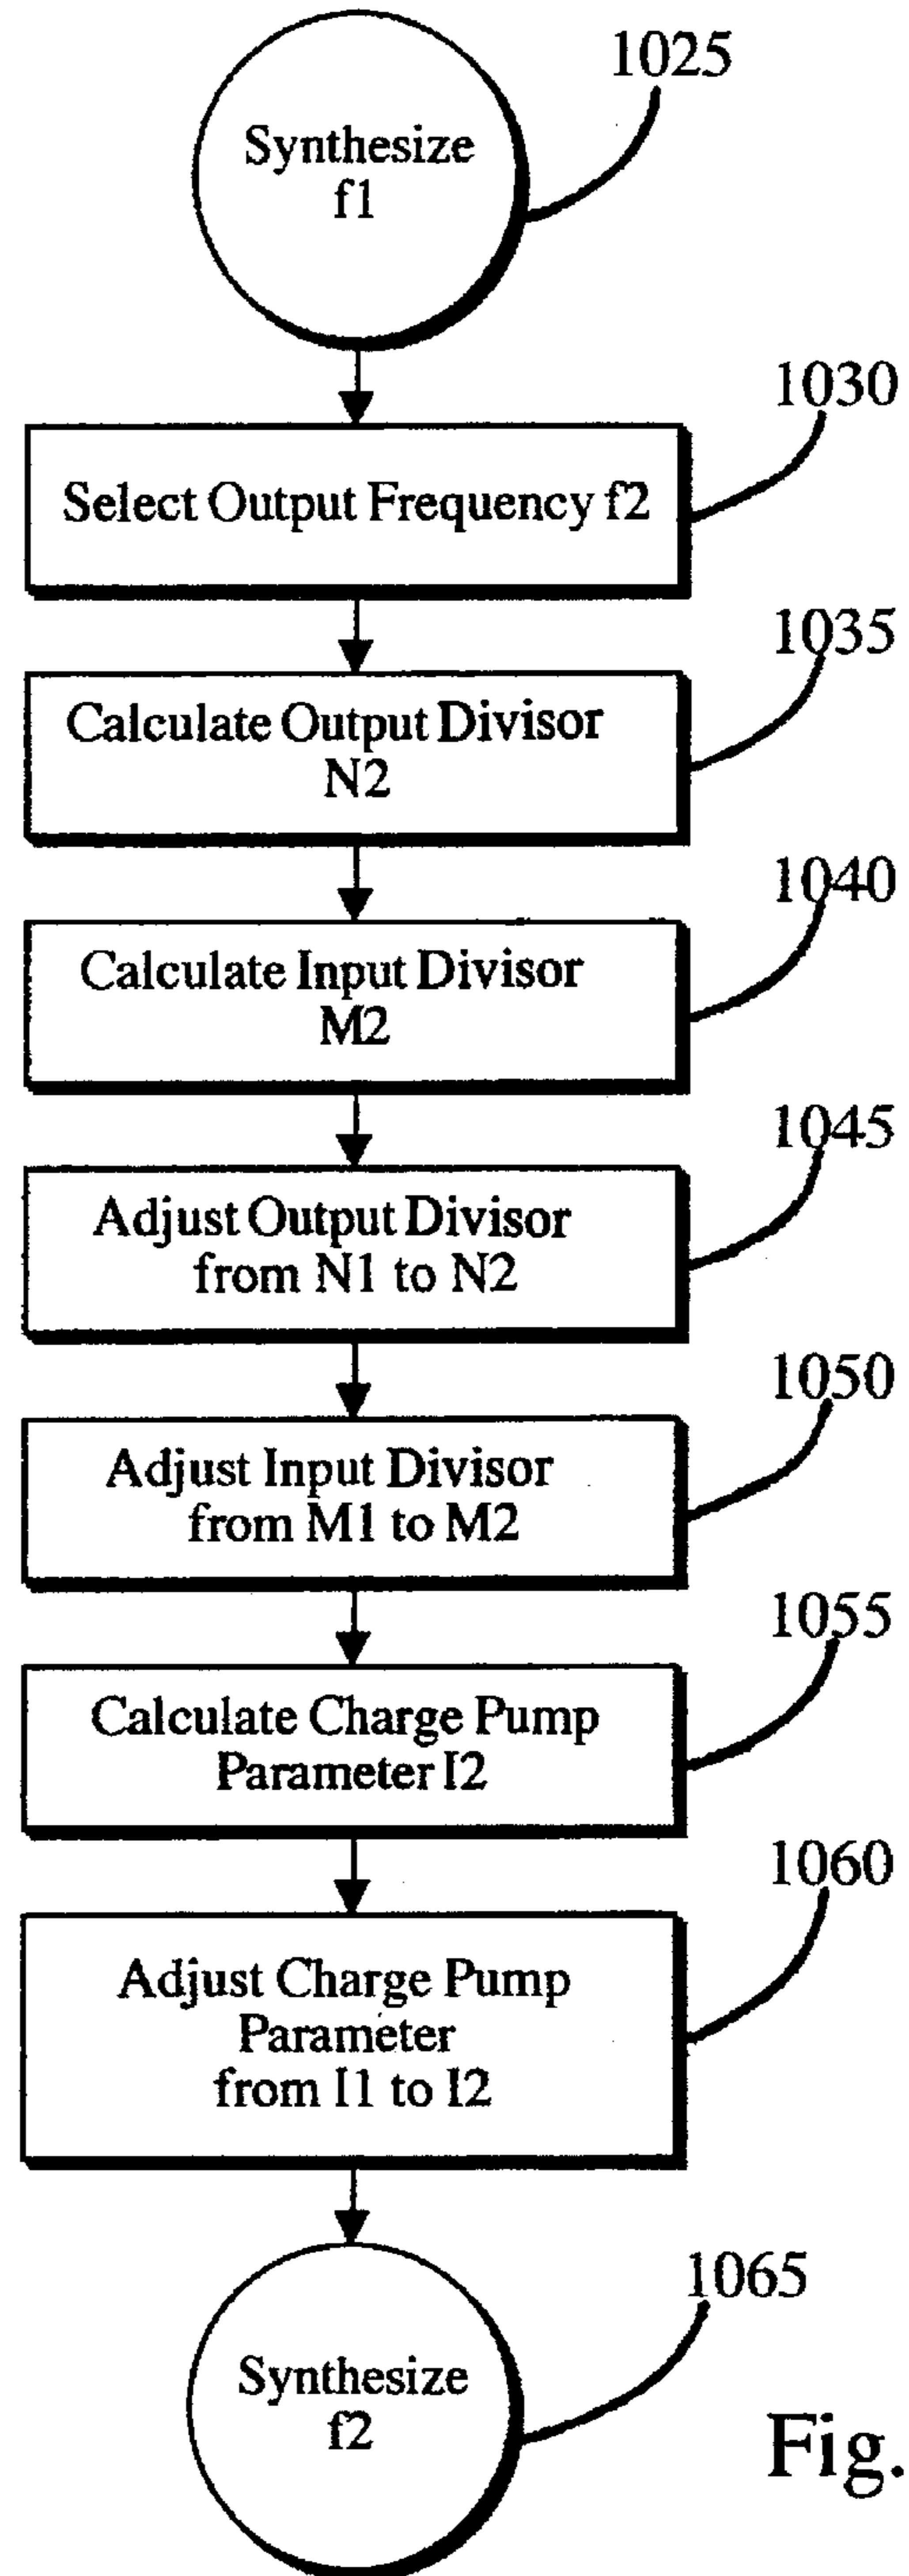 1025
Synthesize
f1
1030
Select Output Frequency f2
1035
Calculate Output Divisor
N2
1040
Calculate Input Divisor
M2
1045
Adjust Output Divisor
from N1 to N2
1050
Adjust Input Divisor
from M1 to M2
1055
Calculate Charge Pump
Parameter I2
1060
Adjust Charge Pump
Parameter
from I1 to I2
1065
Synthesize
f2
Fig.